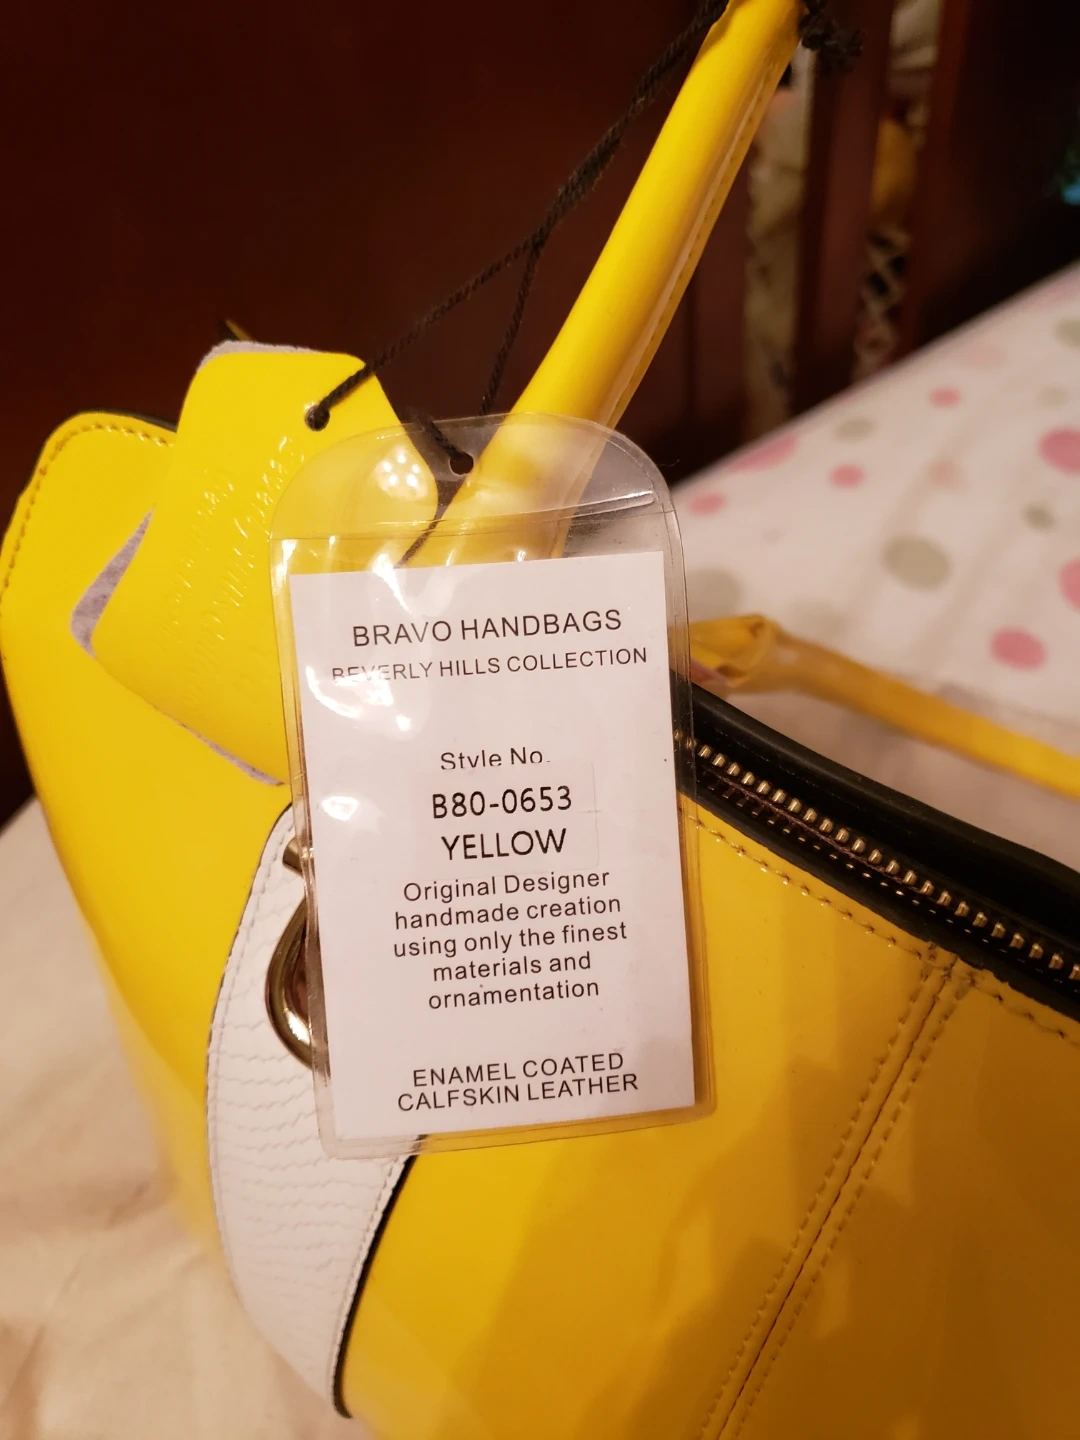 BRAVO HANDBAGS
BEVERLY HILLS COLLECTION
Style No.
B80-0653
YELLOW
Original Designer
handmade creation
using only the finest
materials and
ornamentation
ENAMEL COATED
CALFSKIN LEATHER